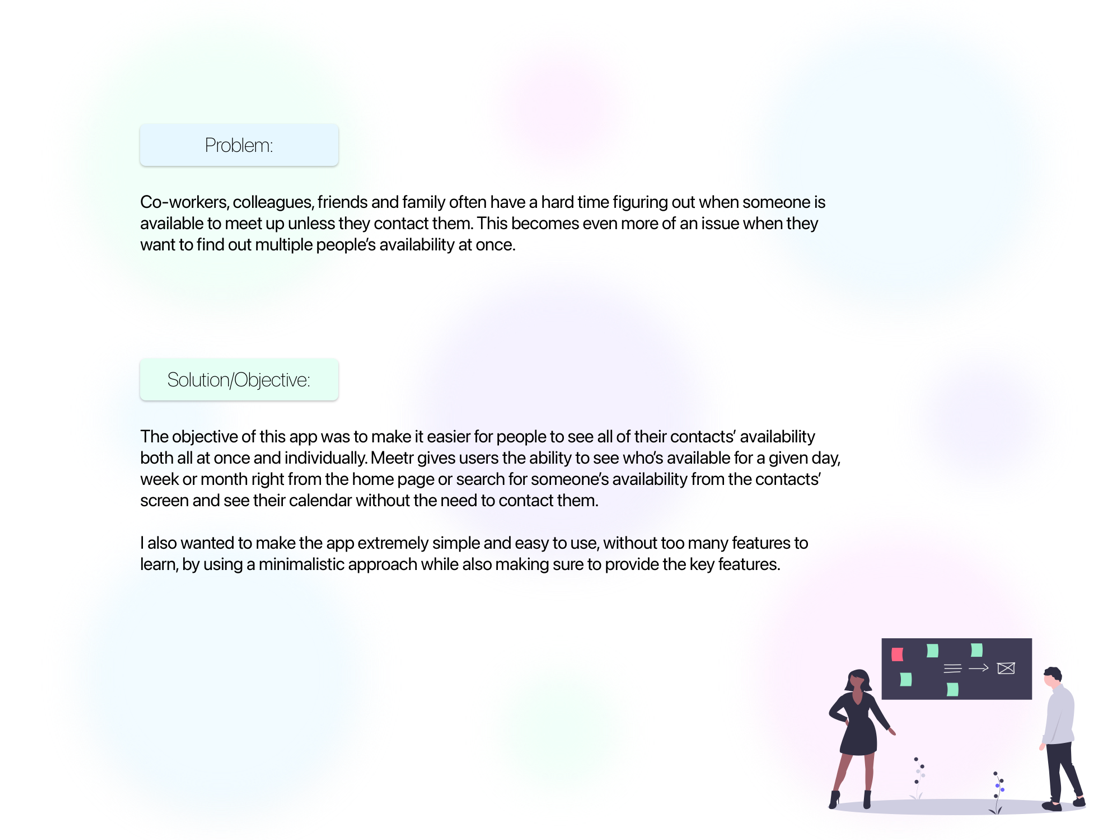 Problem:
Co-workers, colleagues, friends and family often have a hard time figuring out when someone is
available to meet up unless they contact them. This becomes even more of an issue when they
want to find out multiple people’s availability at once.
Solution/Objective:
The objective of this app was to make it easier for people to see all of their contacts’ availability
both all at once and individually. Meetr gives users the ability to see who’s available for a given day,
week or month right from the home page or search for someone’s availability from the contacts’
screen and see their calendar without the need to contact them.
I also wanted to make the app extremely simple and easy to use, without too many features to
learn, by using a minimalistic approach while also making sure to provide the key features.